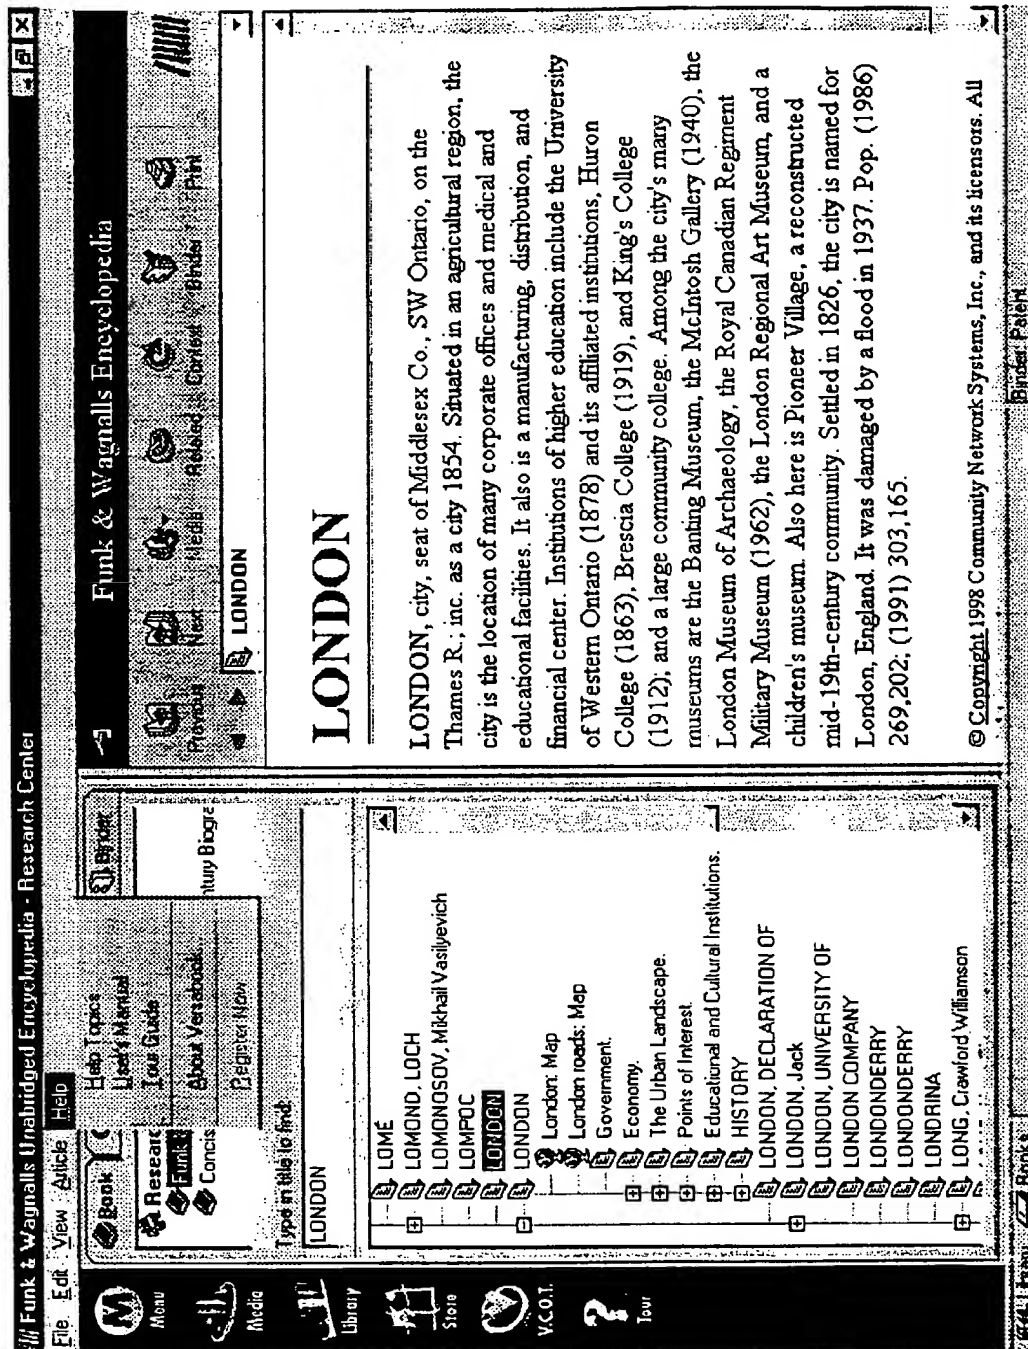 Funk & Wagnalls Unabridged Encyclopedia - Research Center
File Edit View Article Help
Help Topics
User's Manual
Tour Guide
About Versabook...
Register Now
Menu
Media
Library
Store
V.C.O.T.
Tour
Book
Binder
Researc
Funk
Concis
ntury Biogra
Type in title to find:
LONDON
LOMÉ
LOMOND, LOCH
LOMONOSOV, Mikhail Vasilyevich
LOMPOC
LONDON
LONDON
London: Map
London roads: Map
Government.
Economy.
The Urban Landscape.
Points of Interest.
Educational and Cultural Institutions.
HISTORY
LONDON, DECLARATION OF
LONDON, Jack
LONDON, UNIVERSITY OF
LONDON COMPANY
LONDONDERRY
LONDONDERRY
LONDRINA
LONG, Crawford Williamson
Funk & Wagnalls Encyclopedia
Previous Next Media Related Context Binder Print
LONDON
LONDON
LONDON, city, seat of Middlesex Co., SW Ontario, on the
Thames R.; inc. as a city 1854. Situated in an agricultural region, the
city is the location of many corporate offices and medical and
educational facilities. It also is a manufacturing, distribution, and
financial center. Institutions of higher education include the University
of Western Ontario (1878) and its affiliated institutions, Huron
College (1863), Brescia College (1919), and King's College
(1912); and a large community college. Among the city's many
museums are the Banting Museum, the McIntosh Gallery (1940), the
London Museum of Archaeology, the Royal Canadian Regiment
Military Museum (1962), the London Regional Art Museum, and a
children's museum. Also here is Pioneer Village, a reconstructed
mid-19th-century community. Settled in 1826, the city is named for
London, England. It was damaged by a flood in 1937. Pop. (1986)
269,202; (1991) 303,165.
© Copyright 1998 Community Network Systems, Inc., and its licensors. All
Books
Binder: Patent